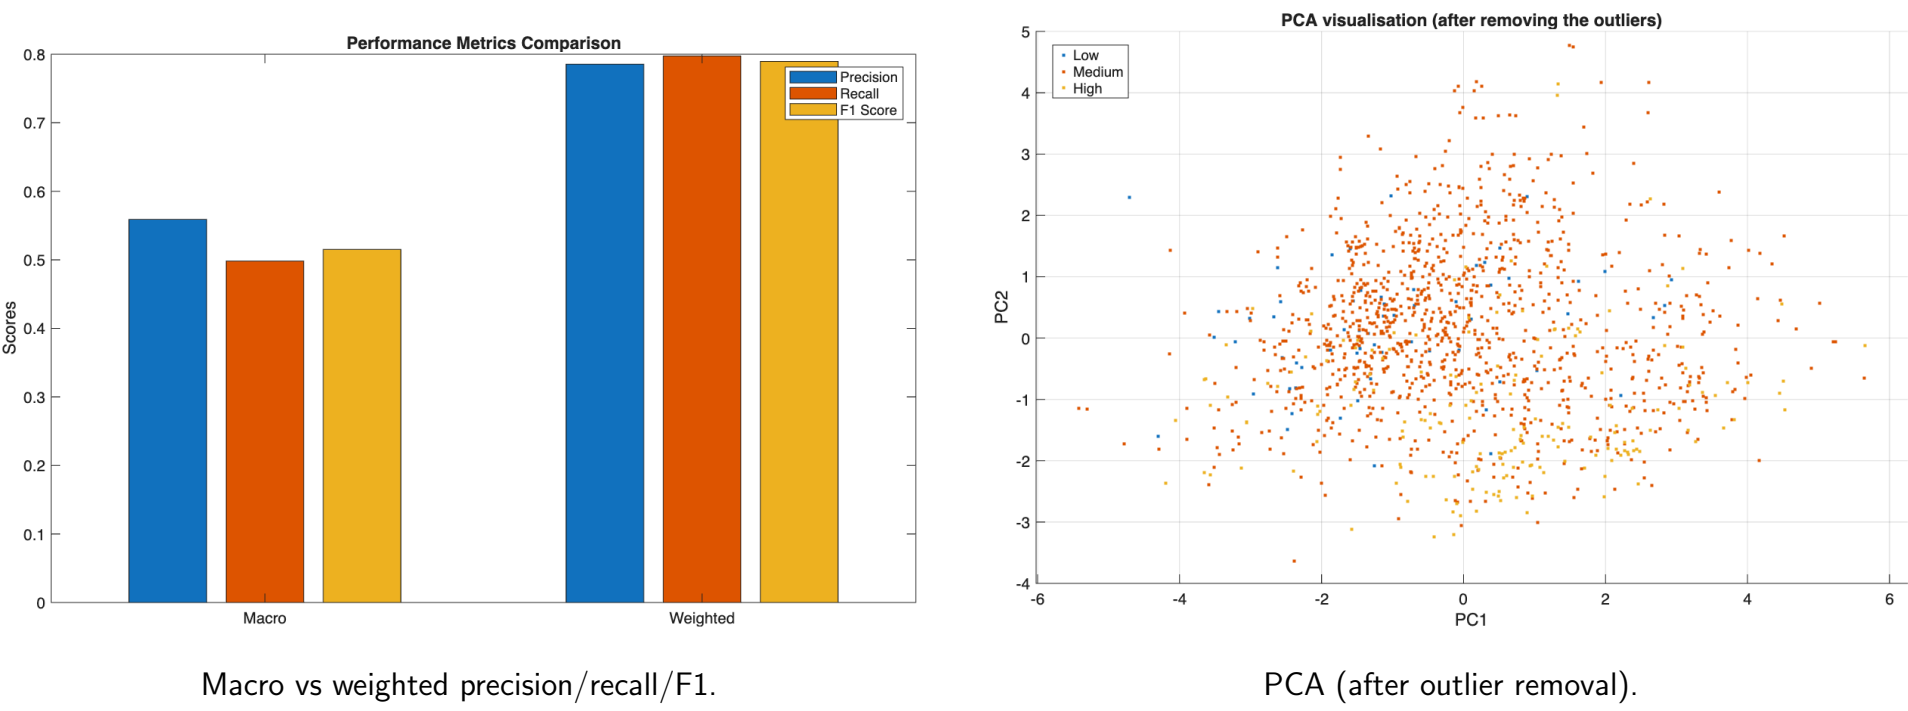 Performance Metrics Comparison
0.8
0.7
0.6
0.5
0.4
0.3
0.2
0.1
0
Scores
Precision
Recall
F1 Score
Macro
Weighted
Macro vs weighted precision/recall/F1.
PCA visualisation (after removing the outliers)
5
4
3
2
1
0
-1
-2
-3
-4
PC2
Low
Medium
High
-6 -4 -2 0 2 4 6
PC1
PCA (after outlier removal).